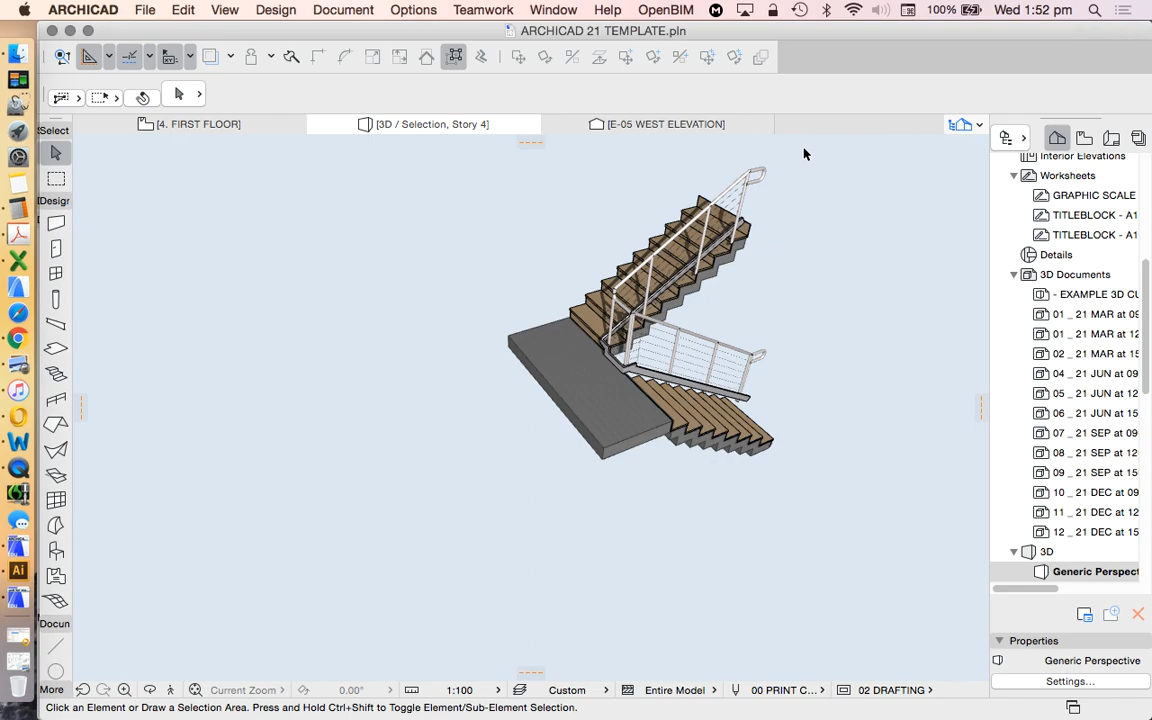 ARCHICAD File Edit View Design Document Options Teamwork Window Help OpenBIM 100% Wed 1:52 pm
ARCHICAD 21 TEMPLATE.pln
[4. FIRST FLOOR] [3D / Selection, Story 4] [E-05 WEST ELEVATION]
Select
Desigr
Docun
More
Interior Elevations
Worksheets
GRAPHIC SCALE
TITLEBLOCK - A1
TITLEBLOCK - A1
Details
3D Documents
- EXAMPLE 3D CU
01 _ 21 MAR at 09
01 _ 21 MAR at 12
02 _ 21 MAR at 15
04 _ 21 JUN at 09
05 _ 21 JUN at 12
06 _ 21 JUN at 15
07 _ 21 SEP at 09
08 _ 21 SEP at 12
09 _ 21 SEP at 15
10 _ 21 DEC at 09
11 _ 21 DEC at 12
12 _ 21 DEC at 15
3D
Generic Perspect
Properties
Generic Perspective
Settings...
Current Zoom 0.00° 1:100 Custom Entire Model 00 PRINT C... 02 DRAFTING
Click an Element or Draw a Selection Area. Press and Hold Ctrl+Shift to Toggle Element/Sub-Element Selection.